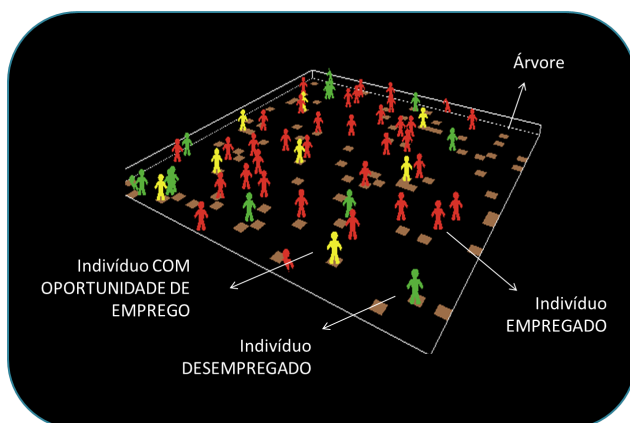 Árvore
Indivíduo COM
OPORTUNIDADE DE
EMPREGO
Indivíduo
DESEMPREGADO
Indivíduo
EMPREGADO